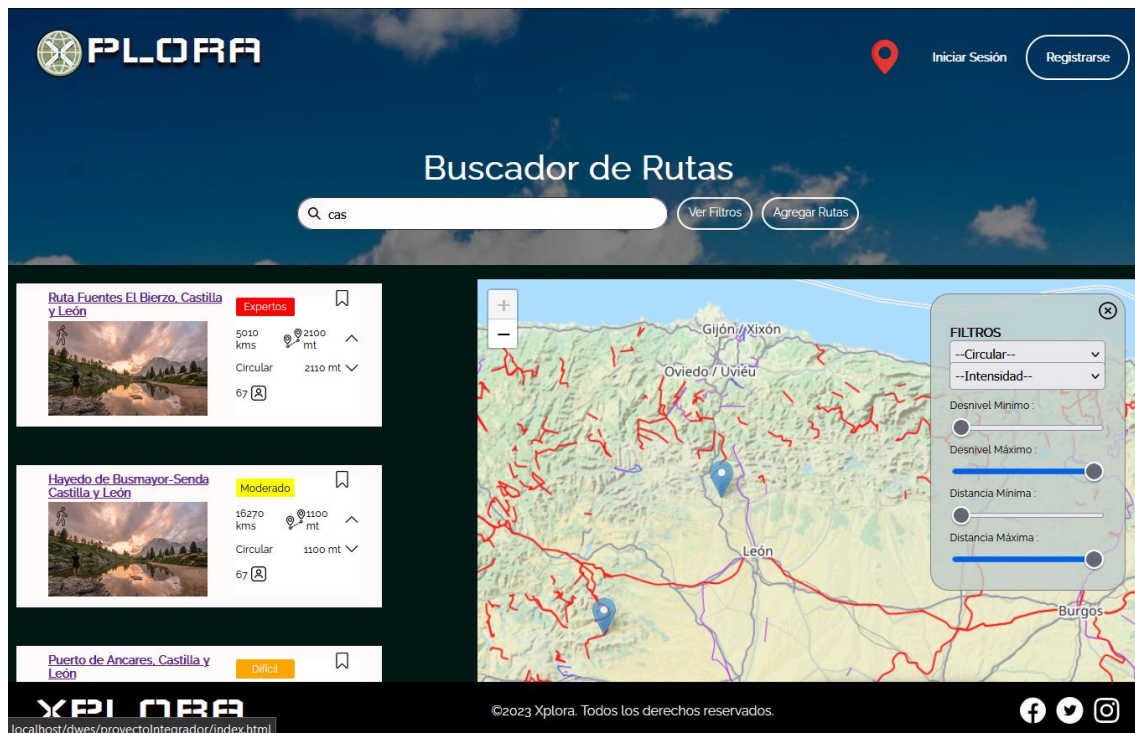 XPLORA
Iniciar Sesión
Registrarse
Buscador de Rutas
cas
Ver Filtros
Agregar Rutas
Ruta Fuentes El Bierzo, Castilla
y León
Expertos
5010
kms
2100
mt
Circular
2110 mt
67
Hayedo de Busmayor-Senda
Castilla y León
Moderado
16270
kms
1100
mt
Circular
1100 mt
67
Puerto de Ancares, Castilla y
León
Difícil
+
−
Gijón / Xixón
Oviedo / Uviéu
León
Burgos
FILTROS
--Circular--
--Intensidad--
Desnivel Mínimo :
Desnivel Máximo :
Distancia Mínima :
Distancia Máxima :
XPLORA
©2023 Xplora. Todos los derechos reservados.
localhost/dwes/proyectoIntegrador/index.html